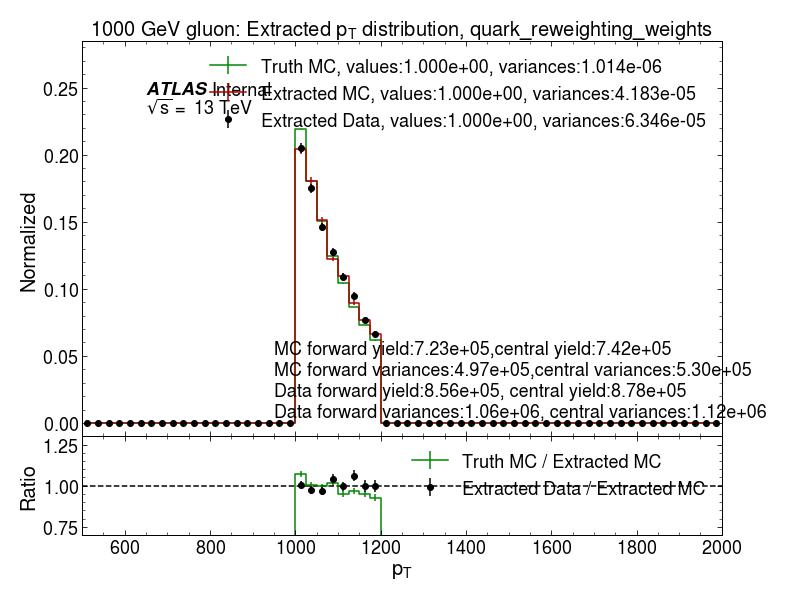 1000 GeV gluon: Extracted pT distribution, quark_reweighting_weights
Truth MC, values:1.000e+00, variances:1.014e-06
ATLAS Internal
Extracted MC, values:1.000e+00, variances:4.183e-05
√s = 13 TeV
Extracted Data, values:1.000e+00, variances:6.346e-05
0.25
0.20
0.15
0.10
0.05
0.00
Normalized
MC forward yield:7.23e+05,central yield:7.42e+05
MC forward variances:4.97e+05,central variances:5.30e+05
Data forward yield:8.56e+05, central yield:8.78e+05
Data forward variances:1.06e+06, central variances:1.12e+06
1.25
1.00
0.75
Ratio
Truth MC / Extracted MC
Extracted Data / Extracted MC
600 800 1000 1200 1400 1600 1800 2000
pT